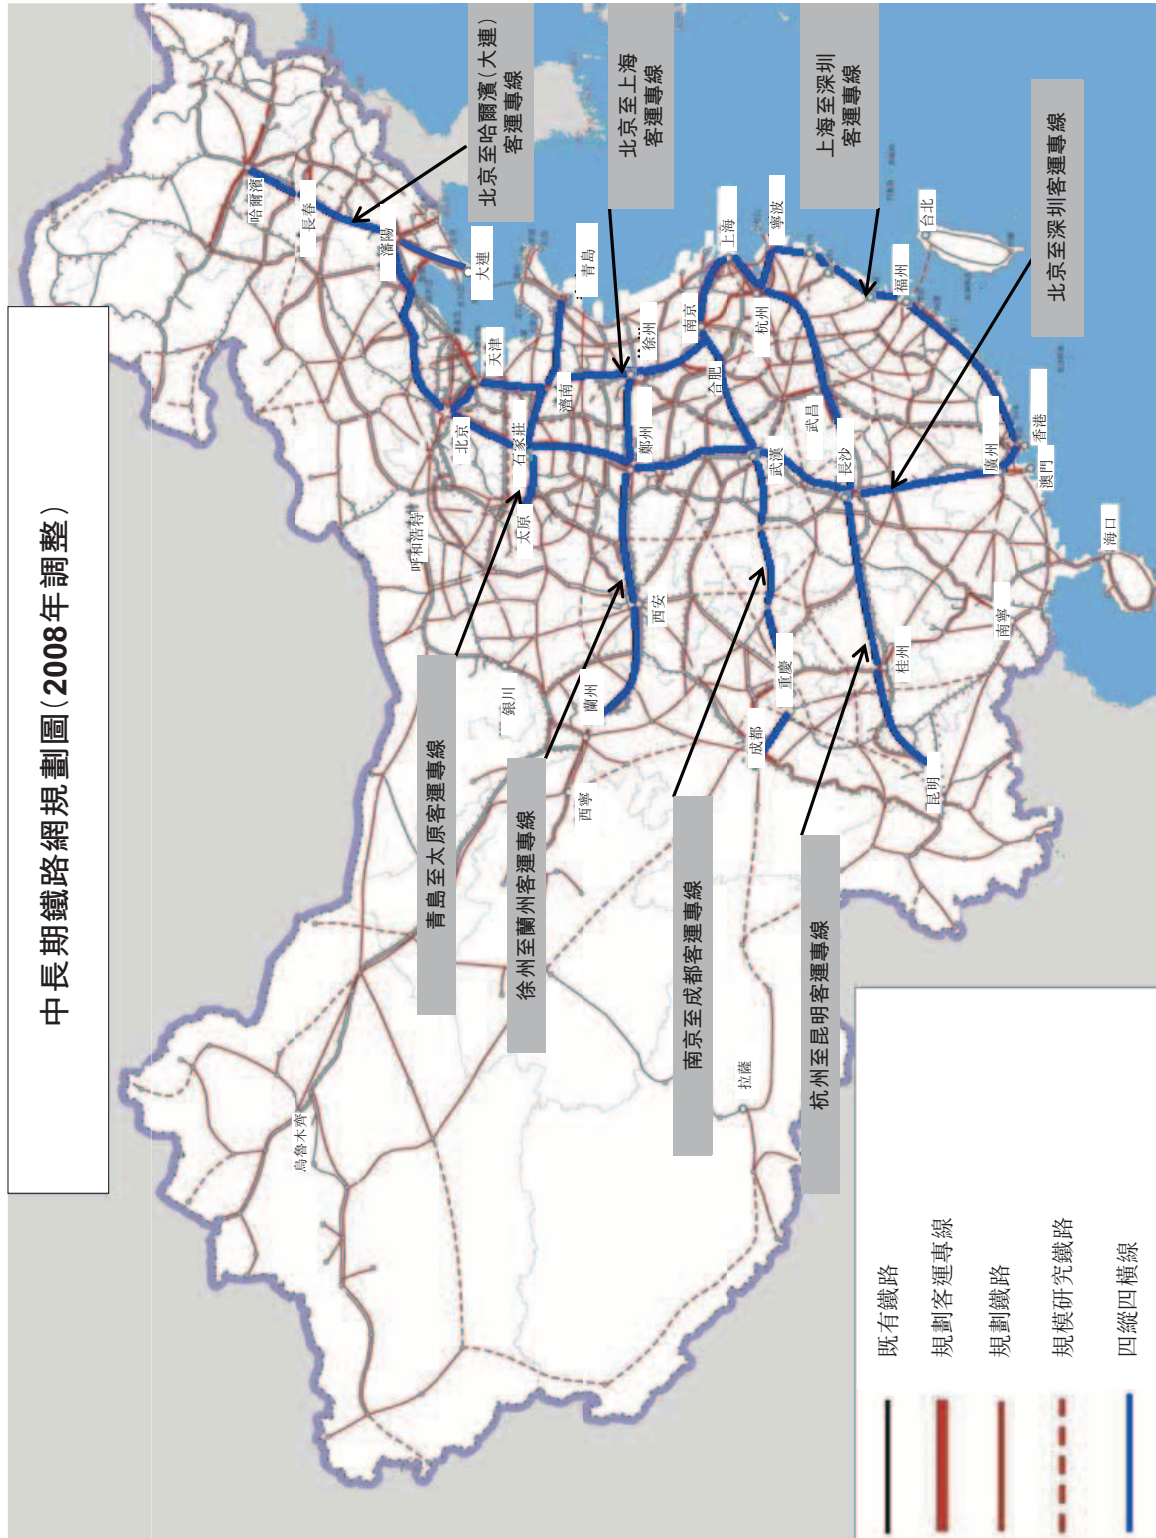 中長期鐵路網規劃圖(2008年調整)
北京至哈爾濱(大連)
客運專線
北京至上海
客運專線
上海至深圳
客運專線
北京至深圳客運專線
青島至太原客運專線
徐州至蘭州客運專線
南京至成都客運專線
杭州至昆明客運專線
哈爾濱
長春
瀋陽
大連
北京
天津
呼和浩特
石家莊
太原
濟南
青島
銀川
蘭州
西寧
西安
鄭州
徐州
南京
上海
合肥
杭州
寧波
武漢
武昌
長沙
重慶
成都
福州
台北
桂州
昆明
廣州
香港
澳門
南寧
海口
拉薩
烏魯木齊
既有鐵路
規劃客運專線
規劃鐵路
規模研究鐵路
四縱四橫線